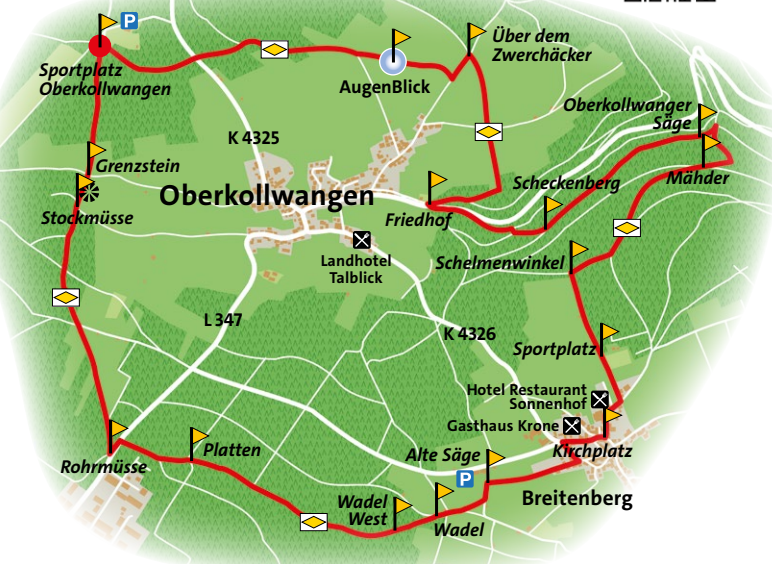 P
Sportplatz
Oberkollwangen
AugenBlick
Über dem
Zwerchäcker
K 4325
Grenzstein
Stockmüsse
Oberkollwangen
Friedhof
Scheckenberg
Oberkollwanger
Säge
Mähder
Landhotel
Talblick
Schelmenwinkel
L 347
K 4326
Sportplatz
Hotel Restaurant
Sonnenhof
Gasthaus Krone
Kirchplatz
Alte Säge
P
Rohrmüsse
Platten
Wadel
West
Wadel
Breitenberg